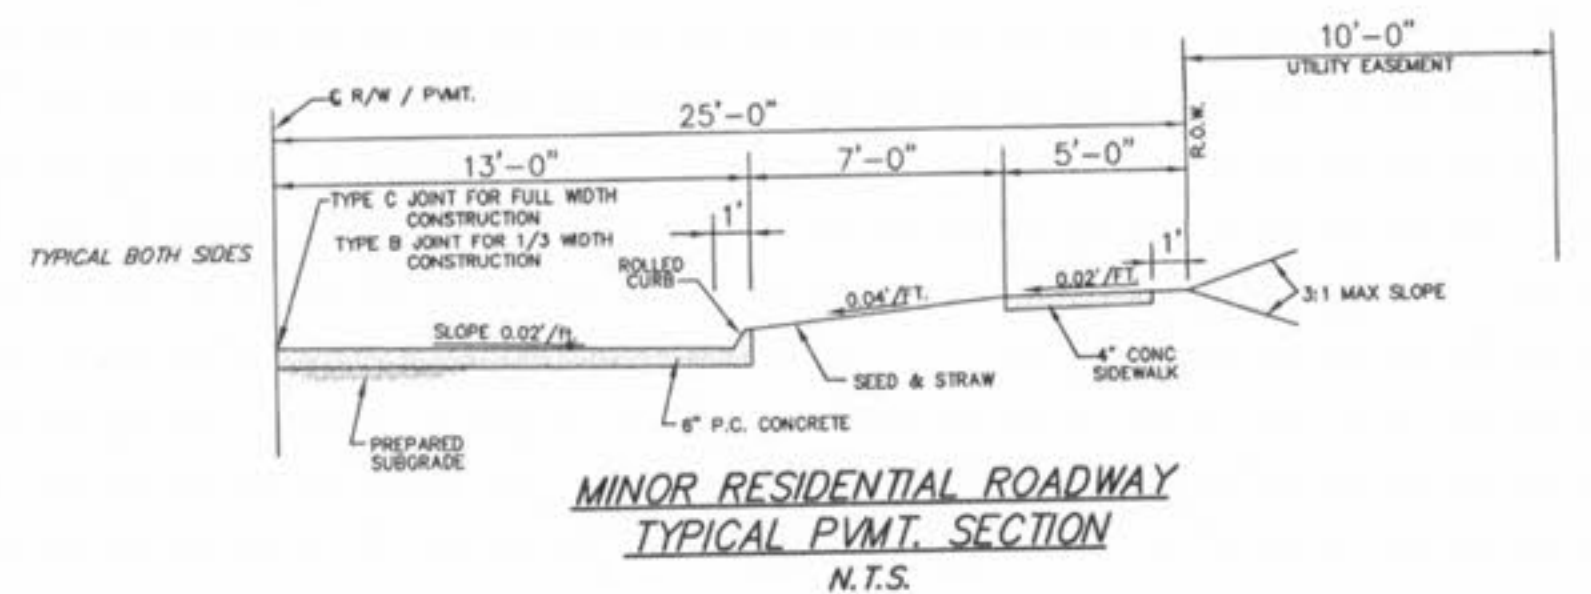 10'-0"
UTILITY EASEMENT
℄ R/W / PVMT.
25'-0"
R.O.W.
13'-0"
7'-0"
5'-0"
TYPE C JOINT FOR FULL WIDTH
CONSTRUCTION
TYPE B JOINT FOR 1/3 WIDTH
CONSTRUCTION
1'
1'
TYPICAL BOTH SIDES
ROLLED
CURB
0.04'/FT.
0.02'/FT.
3:1 MAX SLOPE
SLOPE 0.02'/ft.
4" CONC
SIDEWALK
SEED & STRAW
6" P.C. CONCRETE
PREPARED
SUBGRADE
MINOR RESIDENTIAL ROADWAY
TYPICAL PVMT. SECTION
N.T.S.